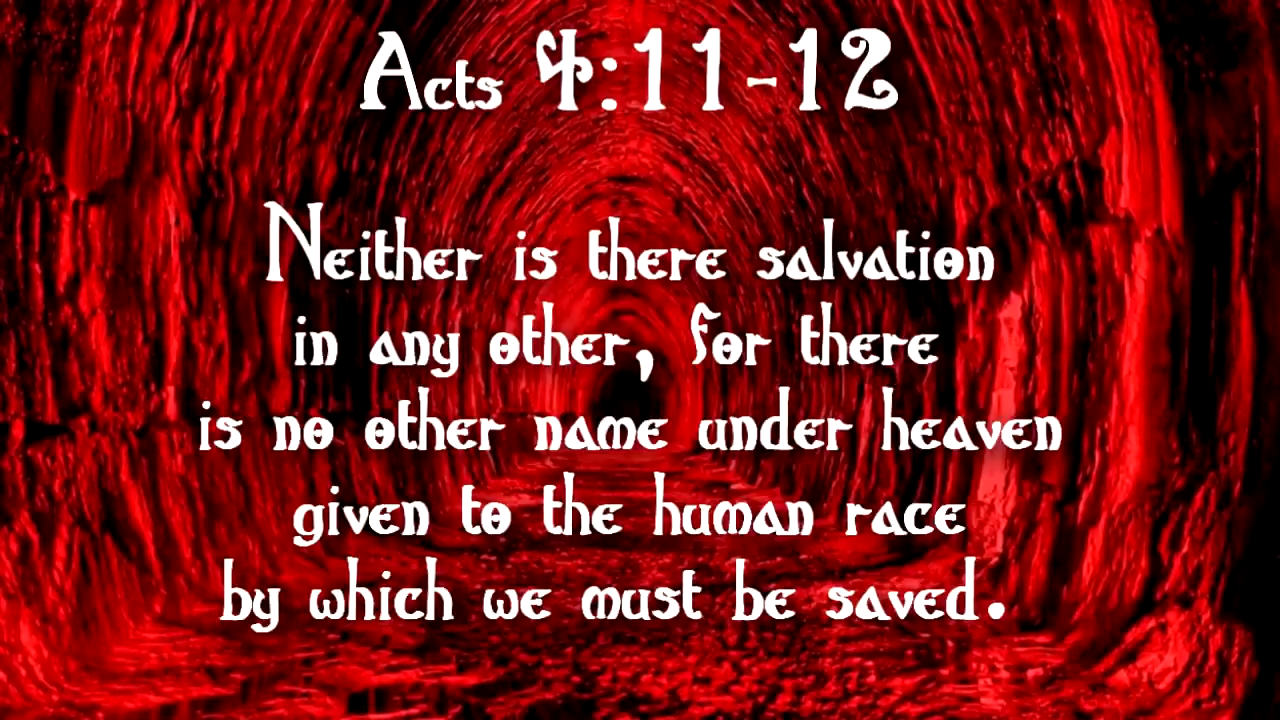 Acts 4:11-12
Neither is there salvation
in any other, for there
is no other name under heaven
given to the human race
by which we must be saved.